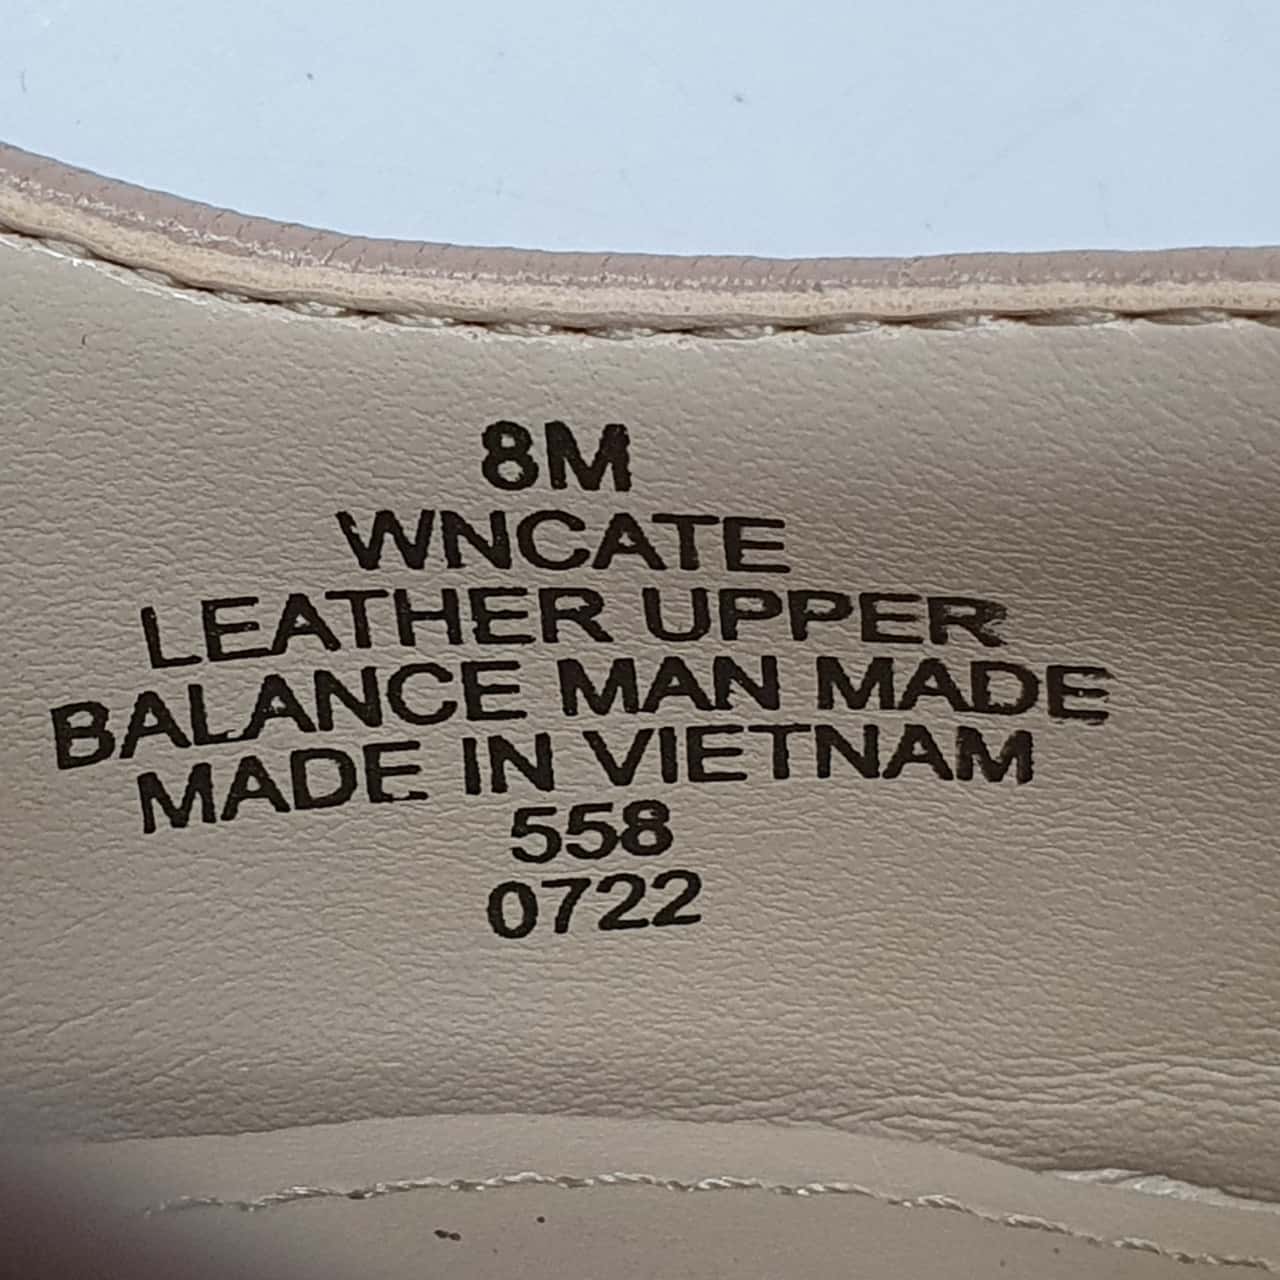 8M
WNCATE
LEATHER UPPER
BALANCE MAN MADE
MADE IN VIETNAM
558
0722